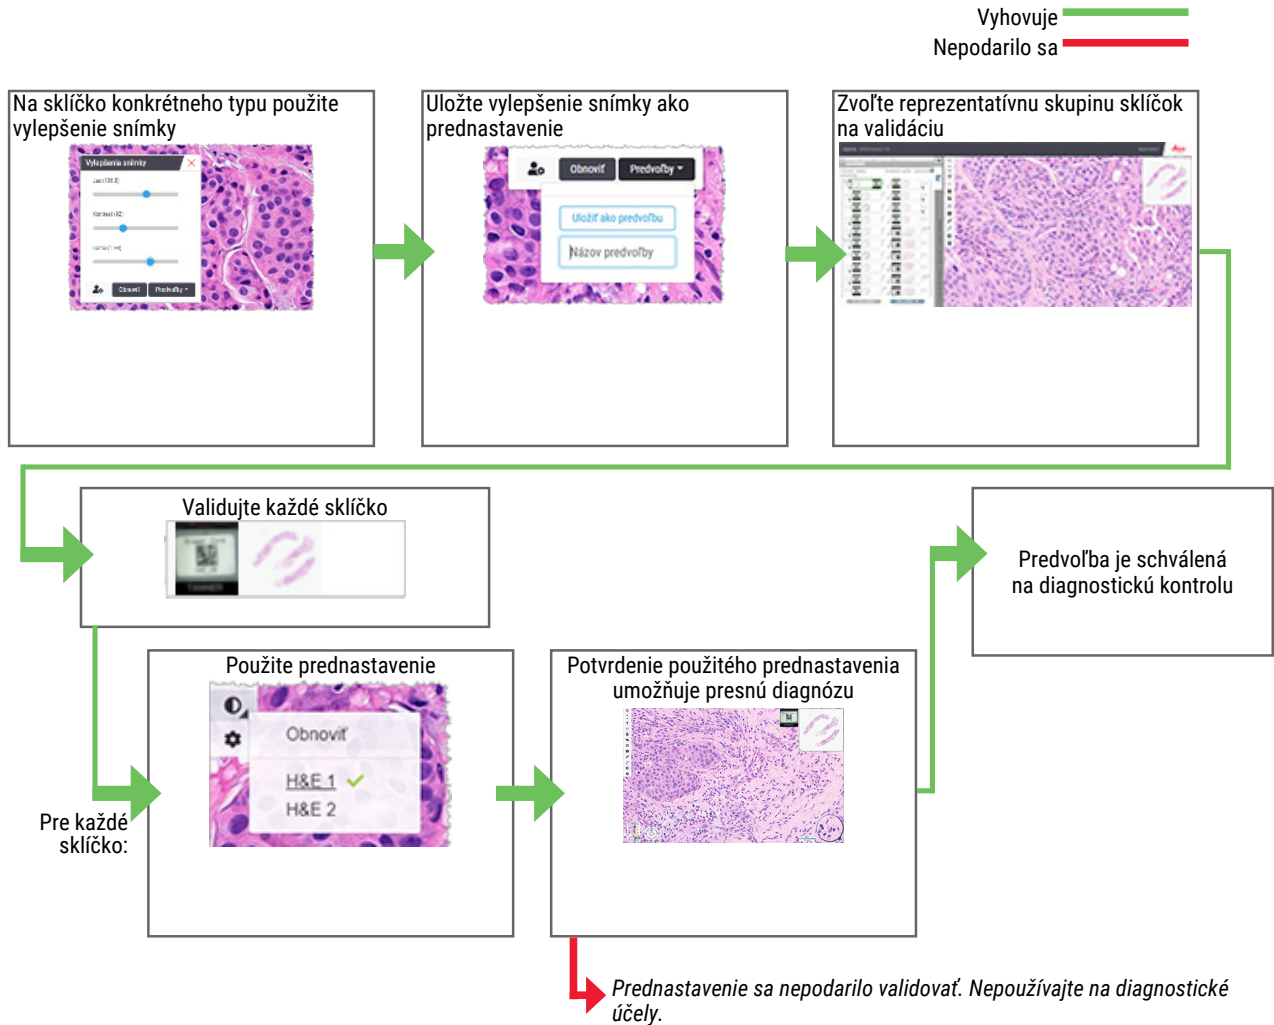 Vyhovuje
Nepodarilo sa
Na sklíčko konkrétneho typu použite
vylepšenie snímky
Vylepšenia snímky
Obnoviť
Predvoľby
Uložte vylepšenie snímky ako
prednastavenie
Obnoviť
Predvoľby
Uložiť ako predvoľbu
Názov predvoľby
Zvoľte reprezentatívnu skupinu sklíčok
na validáciu
Validujte každé sklíčko
TANNER
Predvoľba je schválená
na diagnostickú kontrolu
Pre každé
sklíčko:
Použite prednastavenie
Obnoviť
H&E 1
H&E 2
Potvrdenie použitého prednastavenia
umožňuje presnú diagnózu
Prednastavenie sa nepodarilo validovať. Nepoužívajte na diagnostické
účely.